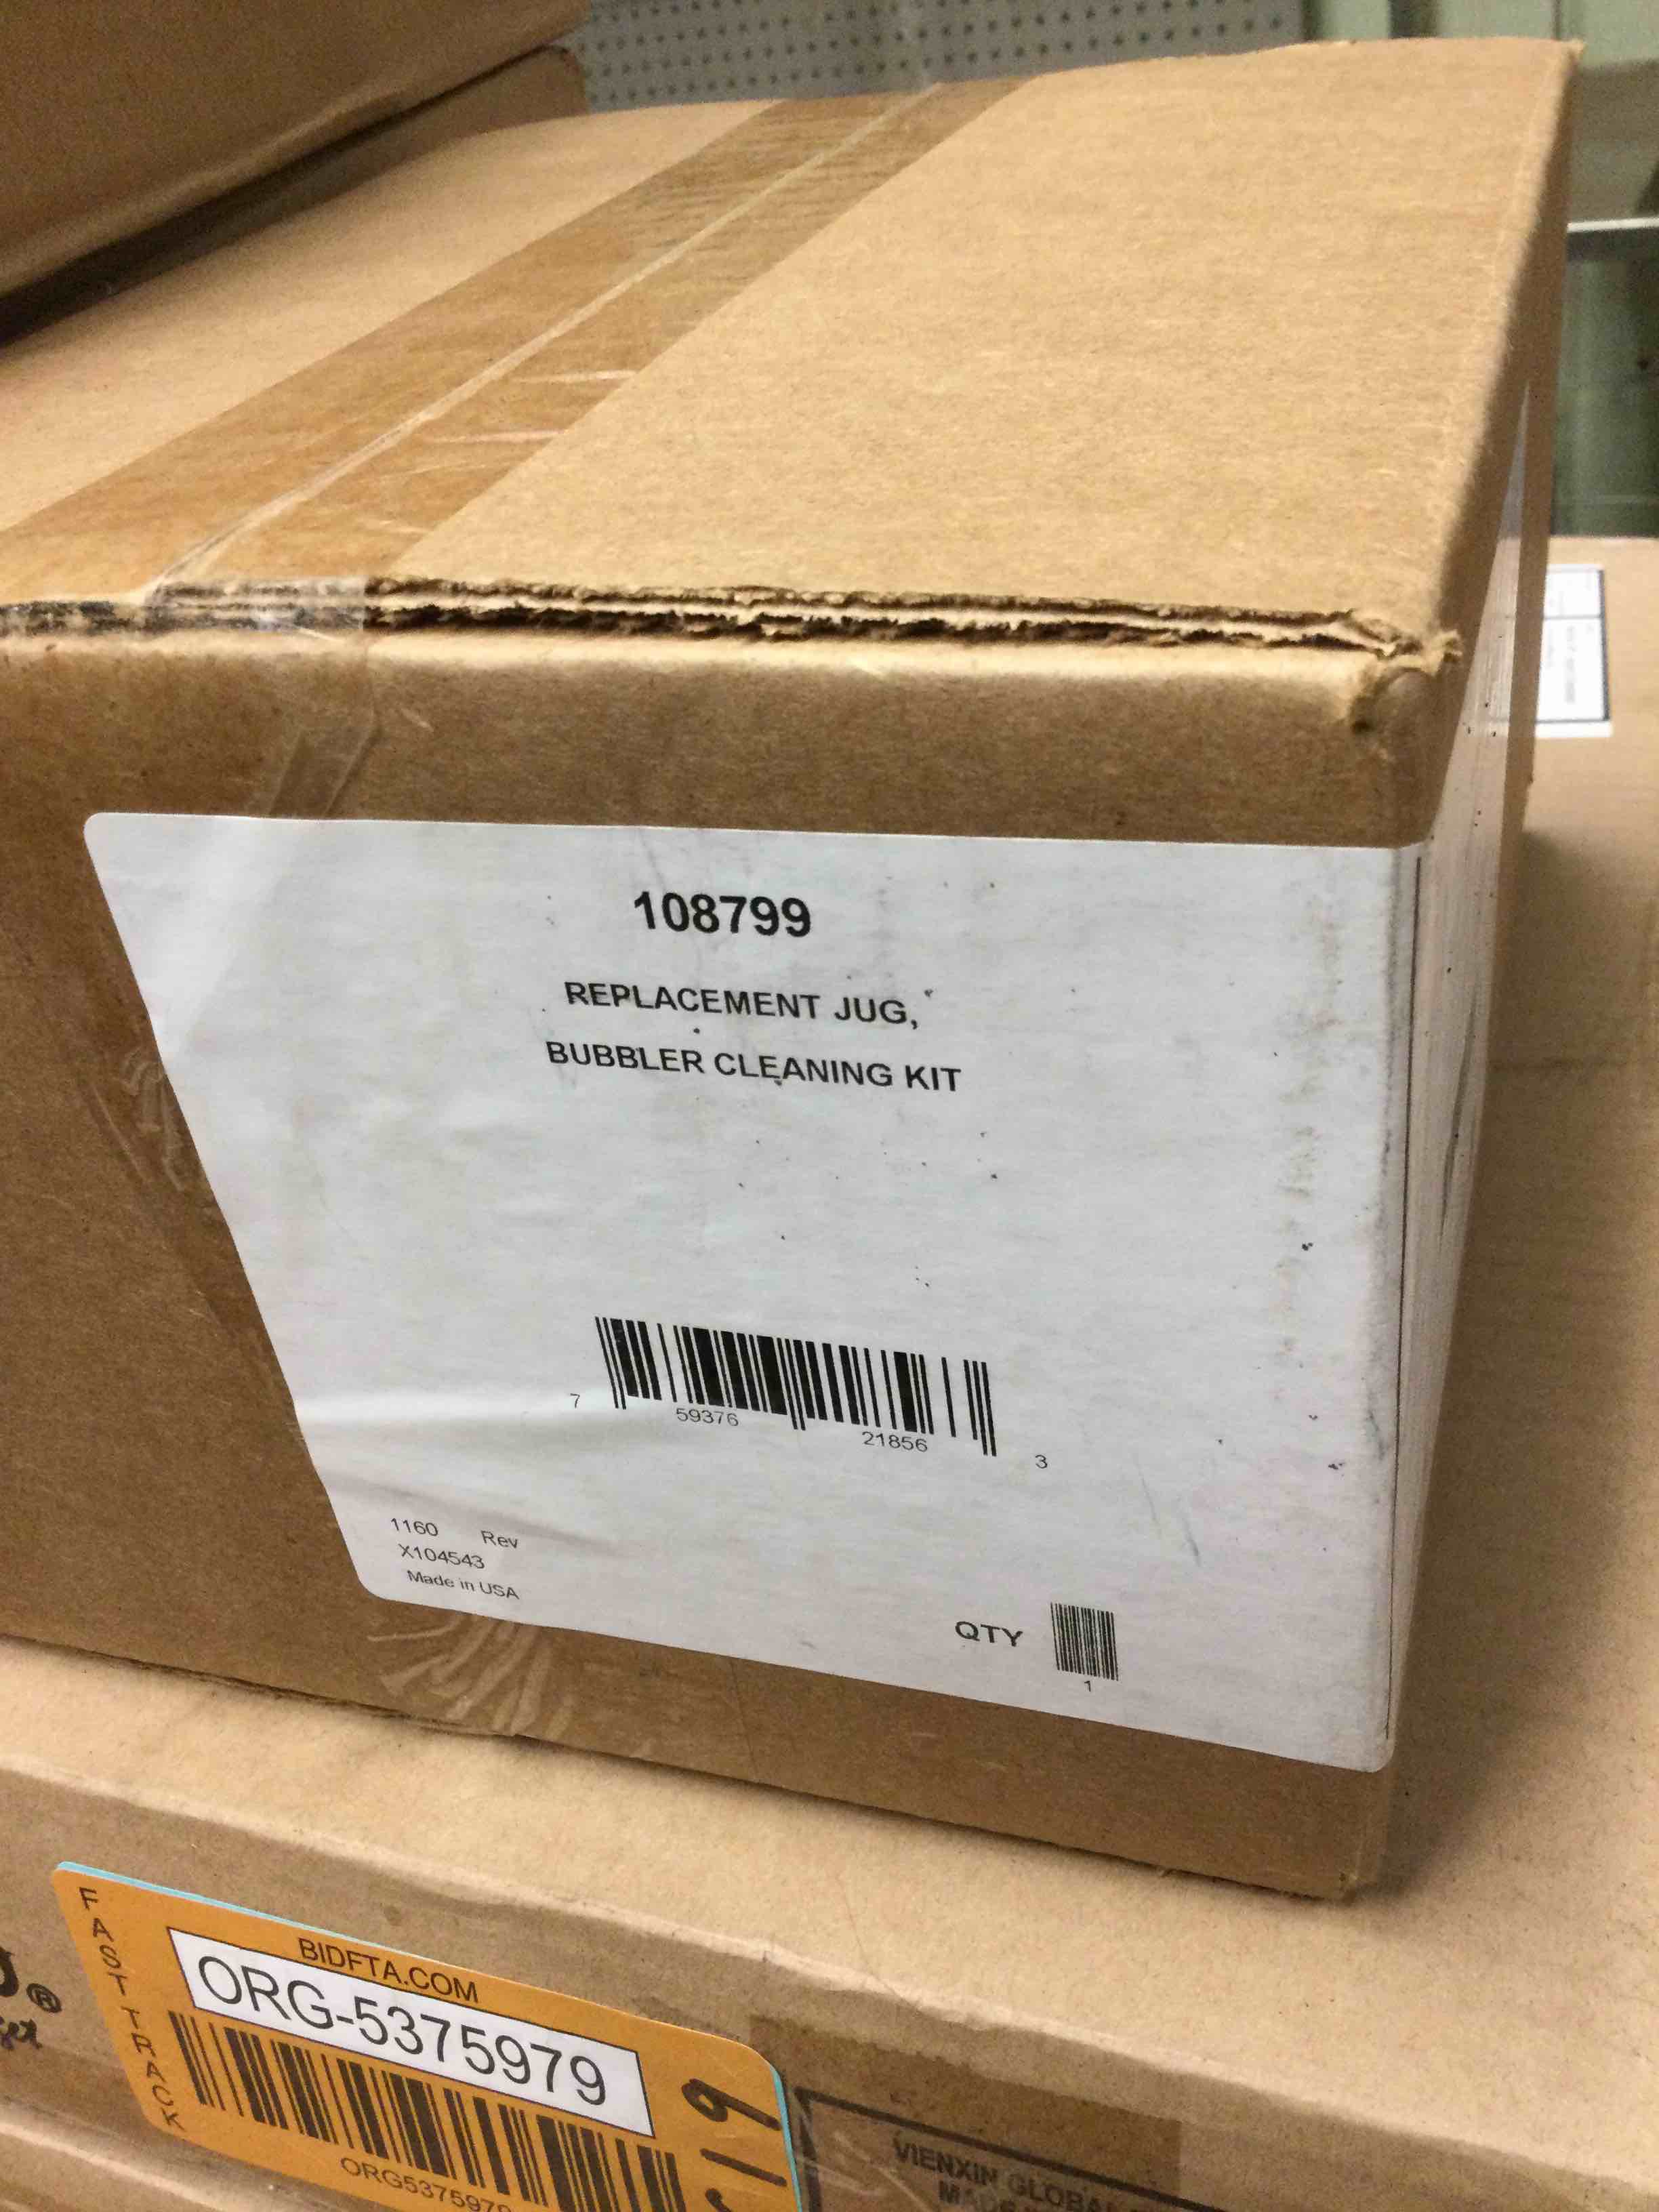 108799
REPLACEMENT JUG,
BUBBLER CLEANING KIT
7 59376 21856 3
1160 Rev
X104543
Made in USA
QTY
1
FAST TRACK
BIDFTA.COM
ORG-5375979
ORG5375979
VIENXIN GLOBAL